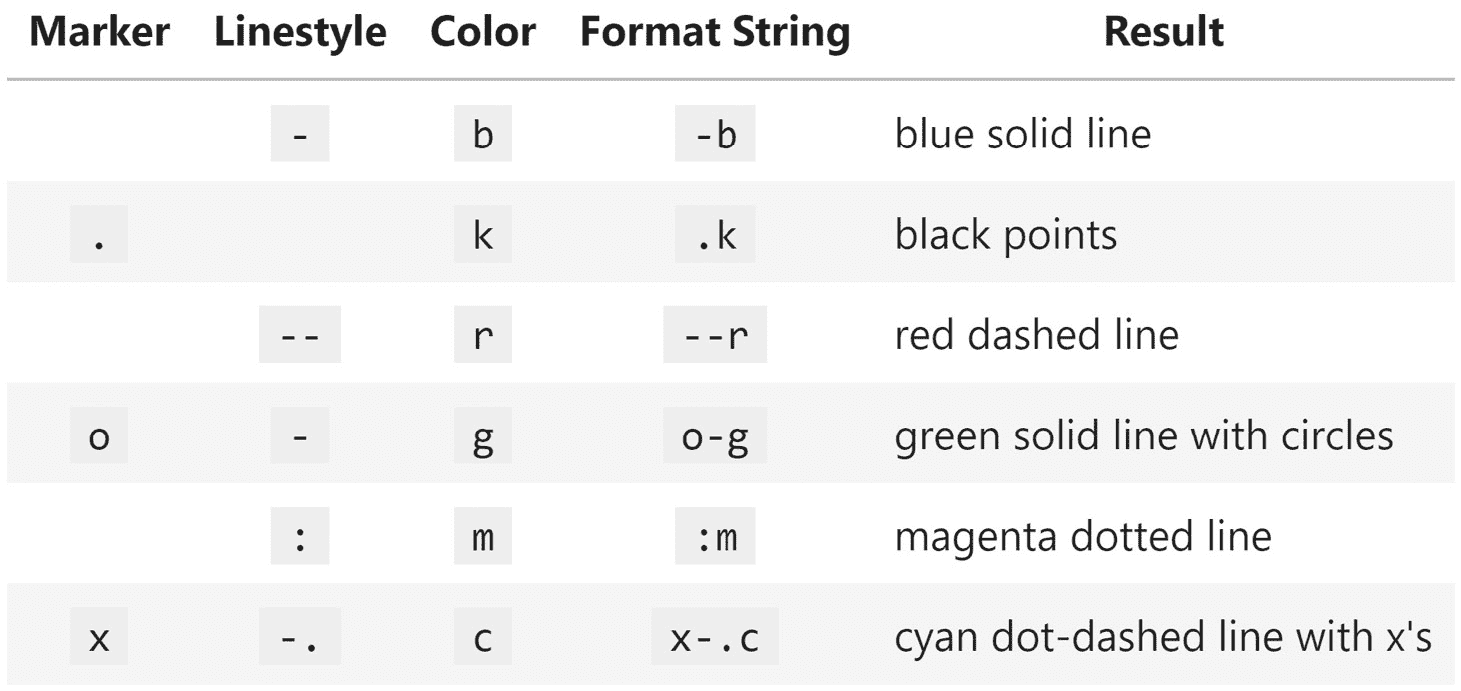 Marker Linestyle Color Format String Result
- b -b blue solid line
. k .k black points
-- r --r red dashed line
o - g o-g green solid line with circles
: m :m magenta dotted line
x -. c x-.c cyan dot-dashed line with x's